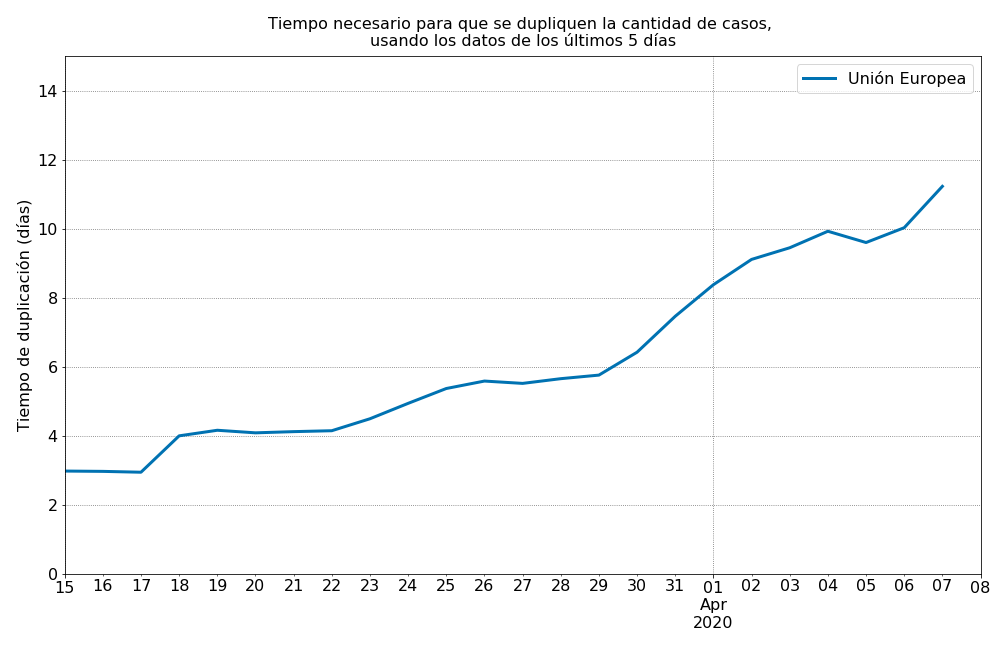 Tiempo necesario para que se dupliquen la cantidad de casos,
usando los datos de los últimos 5 días
Unión Europea
Tiempo de duplicación (días)
14
12
10
8
6
4
2
0
15 16 17 18 19 20 21 22 23 24 25 26 27 28 29 30 31 01 02 03 04 05 06 07 08
Apr
2020